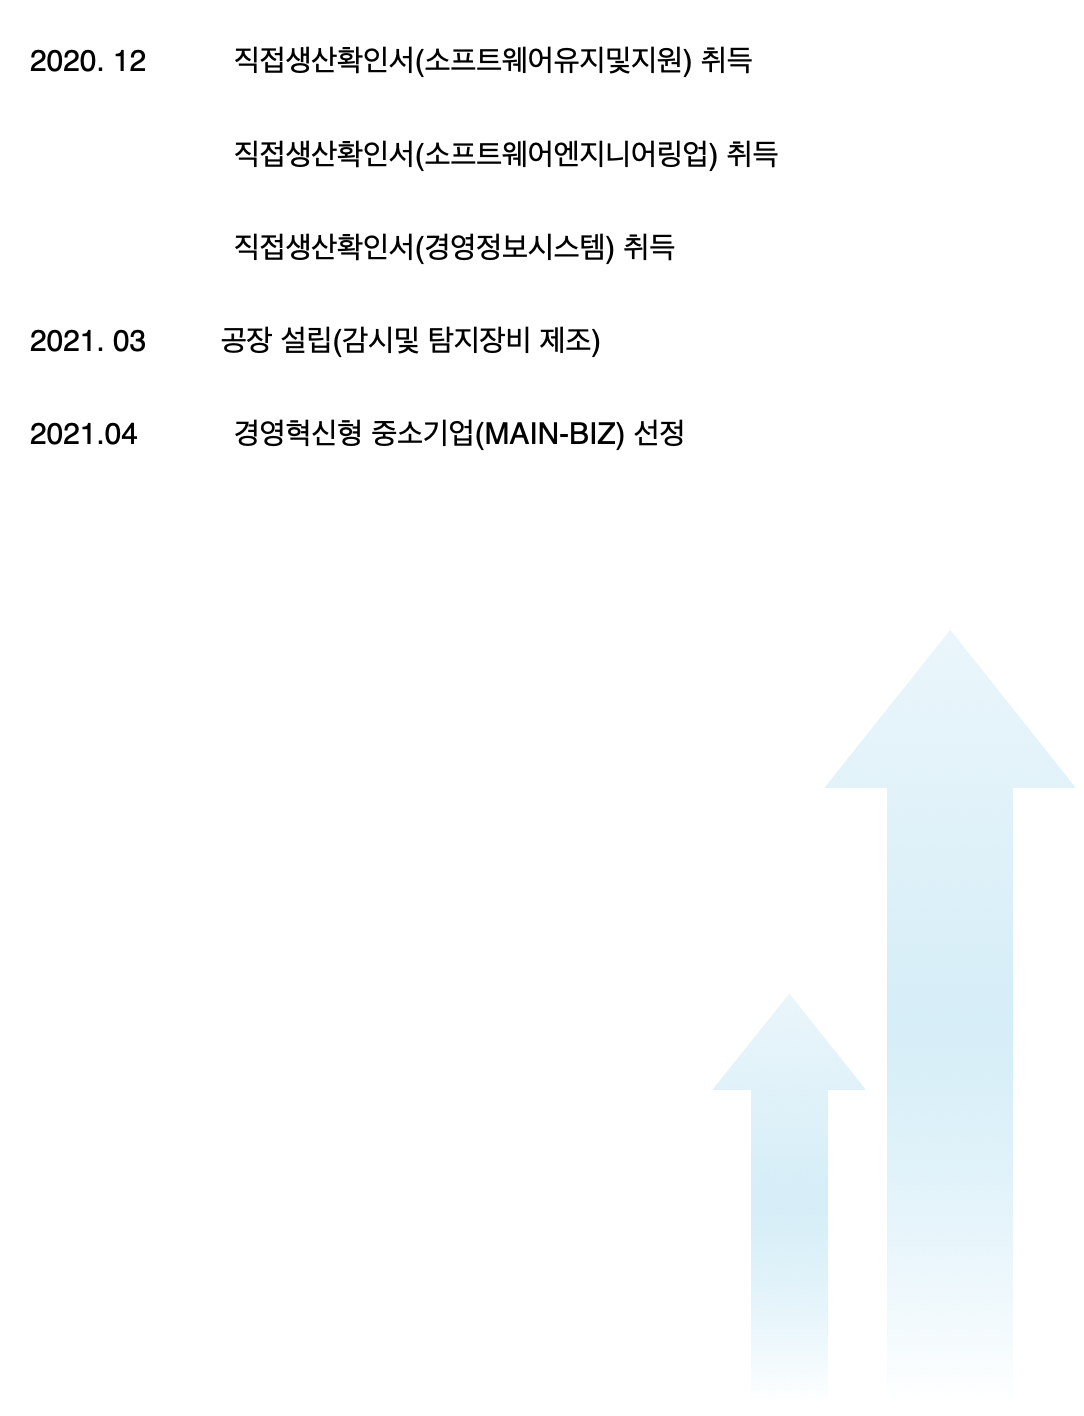 2020. 12 직접생산확인서(소프트웨어유지및지원) 취득
직접생산확인서(소프트웨어엔지니어링업) 취득
직접생산확인서(경영정보시스템) 취득
2021. 03 공장 설립(감시및 탐지장비 제조)
2021.04 경영혁신형 중소기업(MAIN-BIZ) 선정